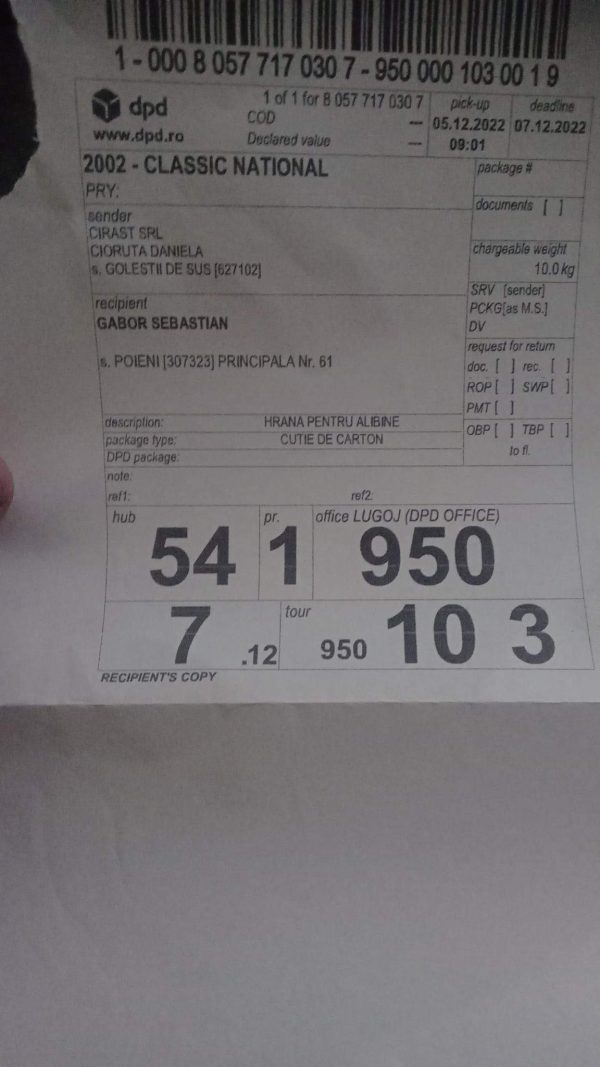 1 - 000 8 057 717 030 7 - 950 000 103 0 0 1 9
dpd
www.dpd.ro
1 of 1 for 8 057 717 030 7
COD ---
Declared value ---
pick-up
05.12.2022
09:01
deadline
07.12.2022
2002 - CLASSIC NATIONAL
PRY:
package #
documents [ ]
sender
CIRAST SRL
CIORUTA DANIELA
s. GOLESTII DE SUS [627102]
chargeable weight
10.0 kg
recipient
GABOR SEBASTIAN
s. POIENI [307323] PRINCIPALA Nr. 61
SRV [sender]
PCKG[as M.S.]
DV
request for return
doc. [ ] rec. [ ]
ROP [ ] SWP[ ]
PMT [ ]
OBP [ ] TBP [ ]
to fl.
description: HRANA PENTRU ALIBINE
package type: CUTIE DE CARTON
DPD package:
note:
ref1: ref2:
hub pr. office LUGOJ (DPD OFFICE)
54 1 950
7 .12 tour 950 10 3
RECIPIENT'S COPY